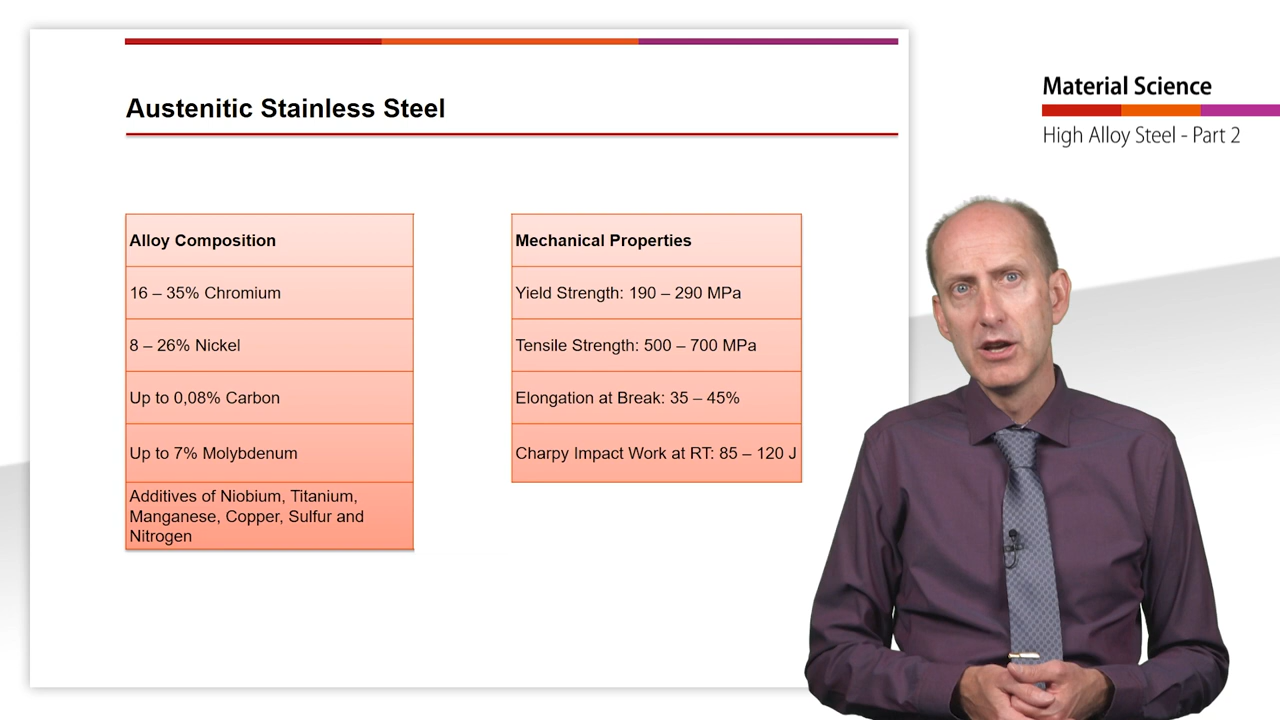 Austenitic Stainless Steel
Alloy Composition
16 – 35% Chromium
8 – 26% Nickel
Up to 0,08% Carbon
Up to 7% Molybdenum
Additives of Niobium, Titanium,
Manganese, Copper, Sulfur and
Nitrogen
Mechanical Properties
Yield Strength: 190 – 290 MPa
Tensile Strength: 500 – 700 MPa
Elongation at Break: 35 – 45%
Charpy Impact Work at RT: 85 – 120 J
Material Science
High Alloy Steel - Part 2